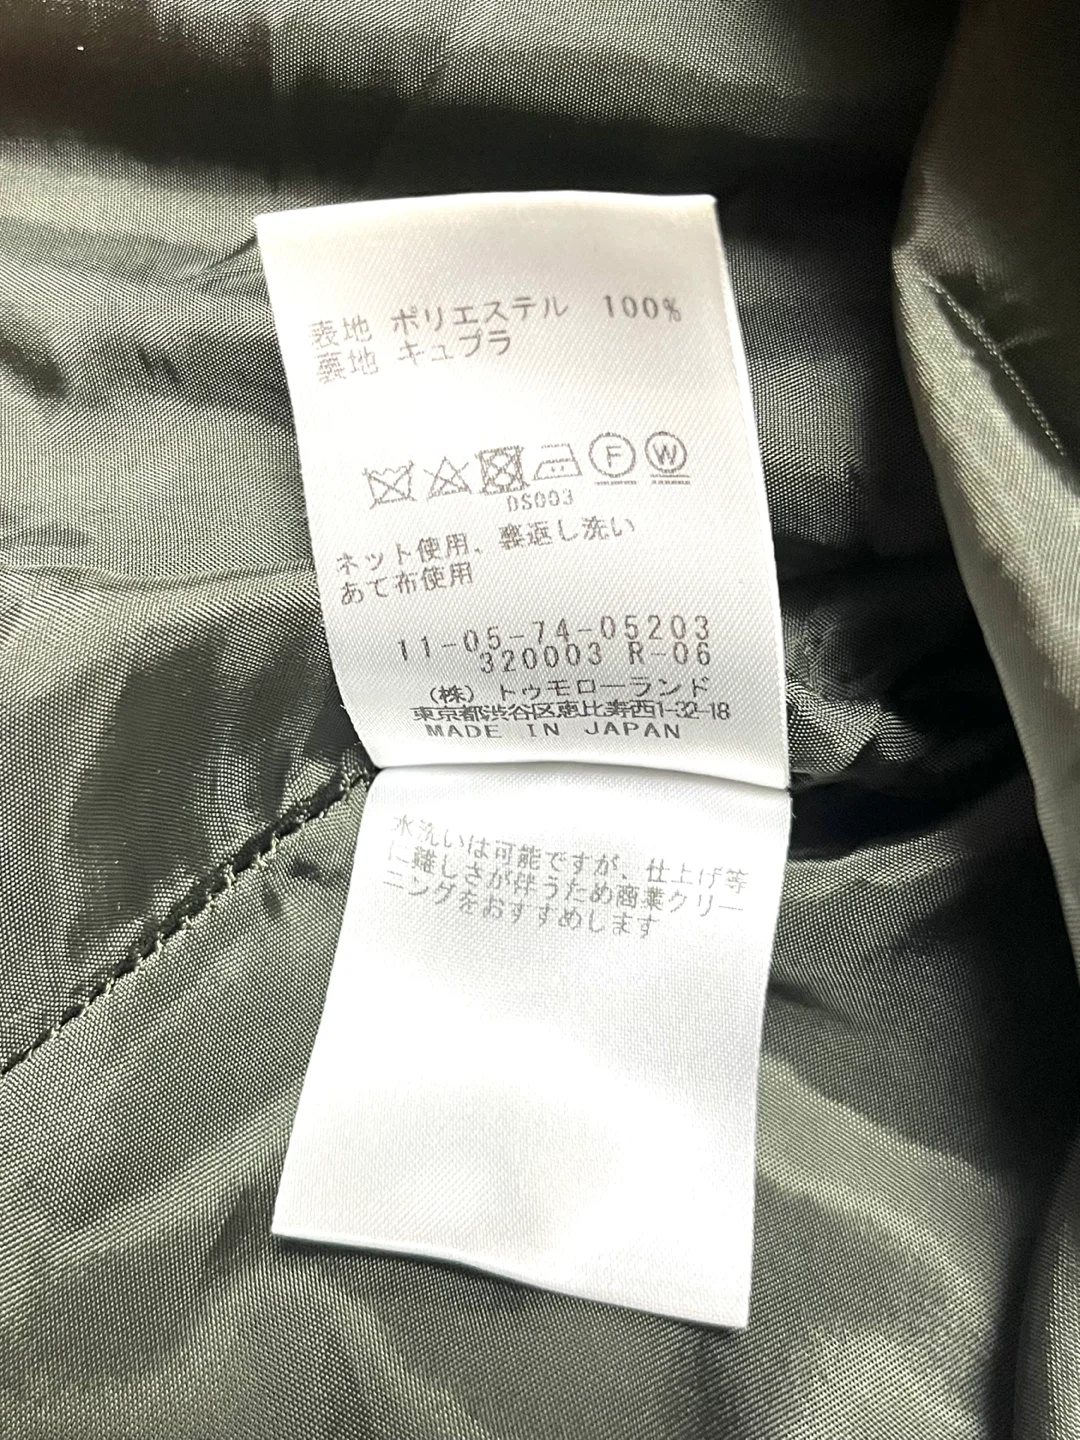 表地 ポリエステル 100%
裏地 キュプラ
F W
DS003
ネット使用、裏返し洗い
あて布使用
11-05-74-05203
320003 R-06
（株）トゥモローランド
東京都渋谷区恵比寿西1-32-18
MADE IN JAPAN
水洗いは可能ですが、仕上げ等
に難しさが伴うため商業クリー
ニングをおすすめします